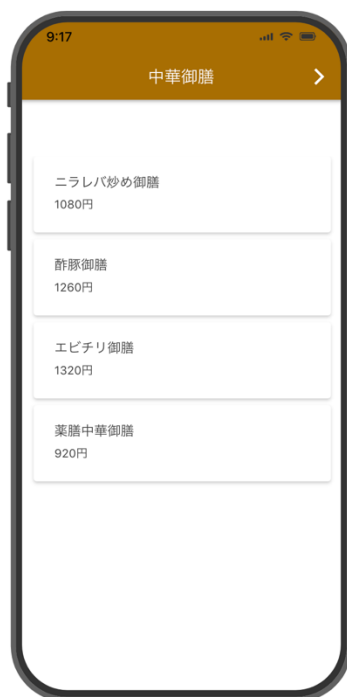 9:17
中華御膳
ニラレバ炒め御膳
1080円
酢豚御膳
1260円
エビチリ御膳
1320円
薬膳中華御膳
920円